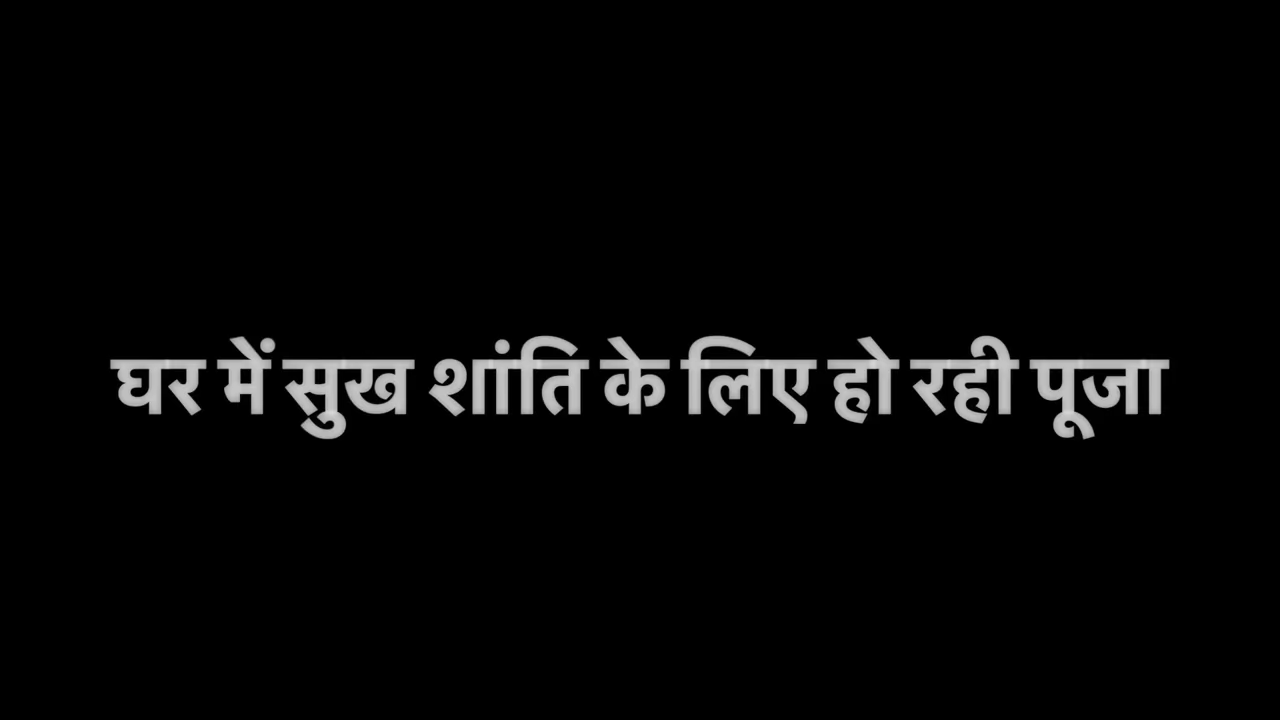 घर में सुख शांति के लिए हो रही पूजा